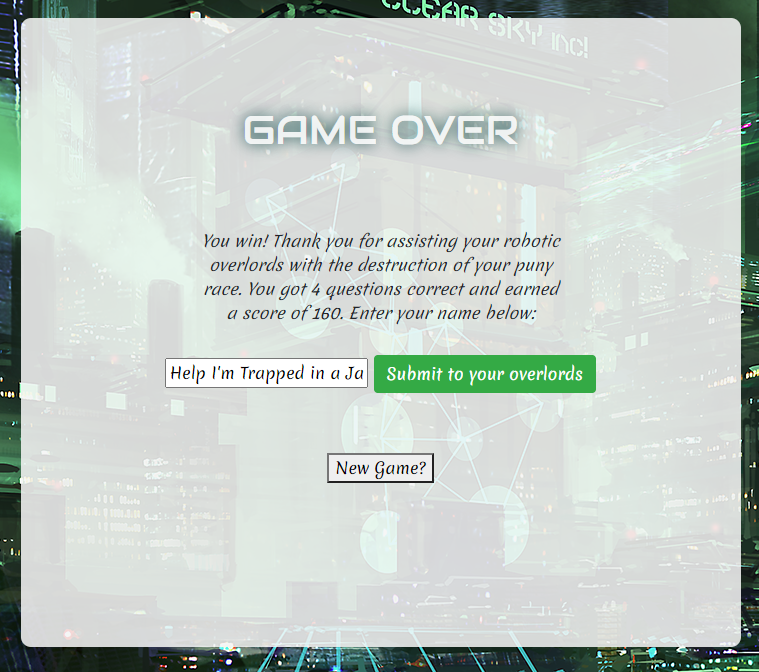 CLEAR SKY inc!
GAME OVER
You win! Thank you for assisting your robotic
overlords with the destruction of your puny
race. You got 4 questions correct and earned
a score of 160. Enter your name below:
Help I'm Trapped in a Ja
Submit to your overlords
New Game?